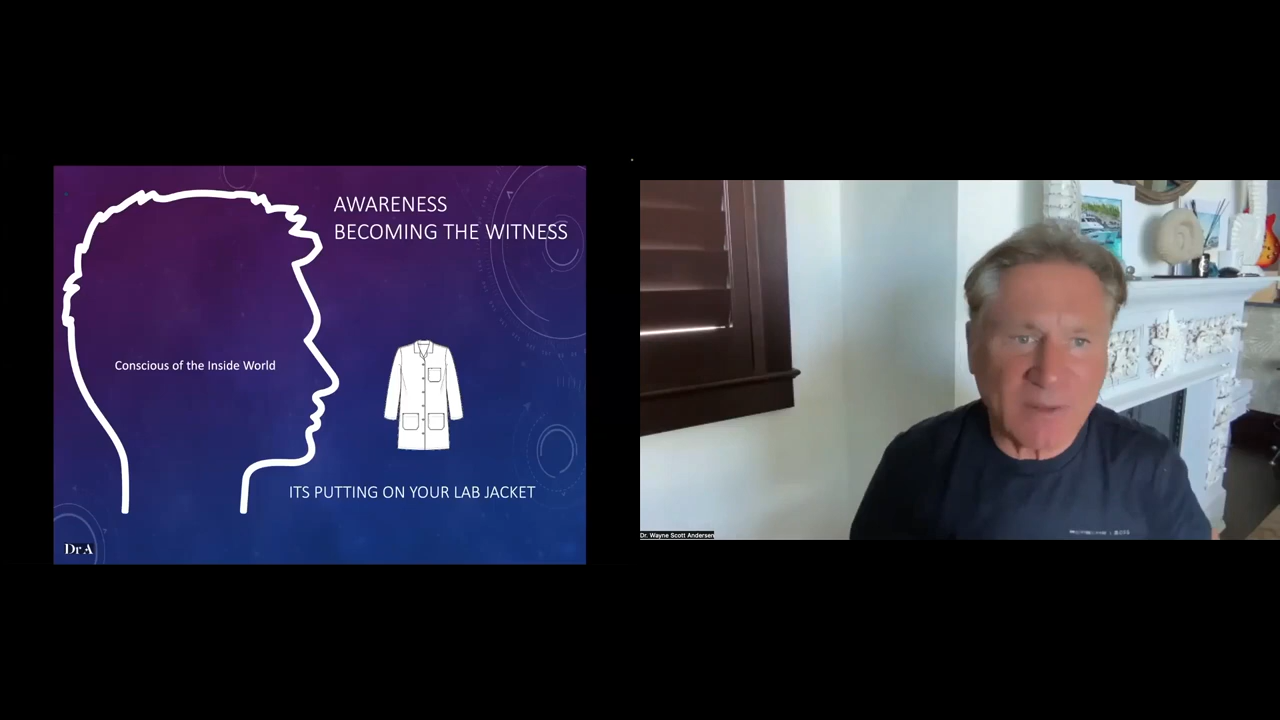 AWARENESS
BECOMING THE WITNESS
Conscious of the Inside World
ITS PUTTING ON YOUR LAB JACKET
Dr A
Dr. Wayne Scott Andersen